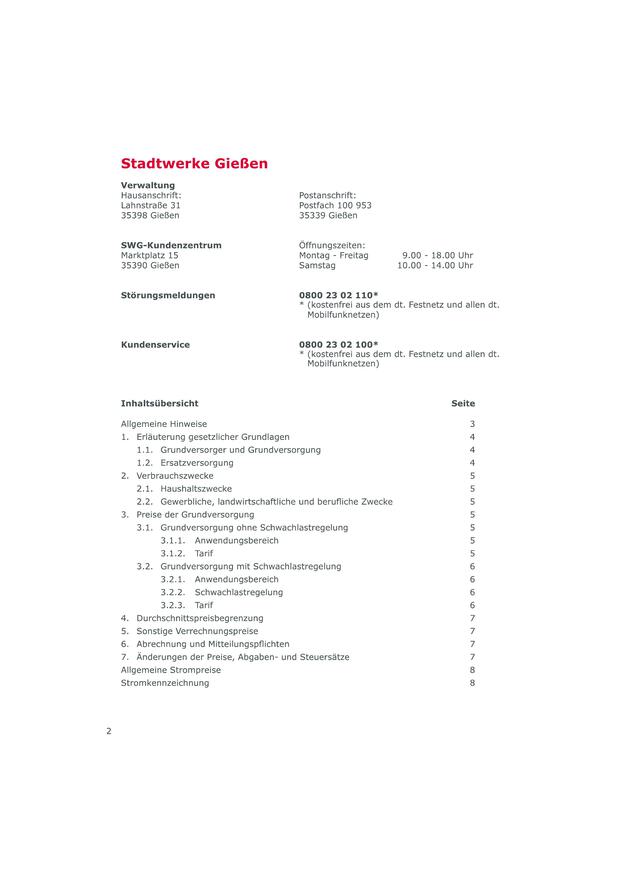 Stadtwerke Gießen
Verwaltung
Hausanschrift: Postanschrift:
Lahnstraße 31 Postfach 100 953
35398 Gießen 35339 Gießen
SWG-Kundenzentrum Öffnungszeiten:
Marktplatz 15 Montag - Freitag 9.00 - 18.00 Uhr
35390 Gießen Samstag 10.00 - 14.00 Uhr
Störungsmeldungen 0800 23 02 110*
* (kostenfrei aus dem dt. Festnetz und allen dt.
Mobilfunknetzen)
Kundenservice 0800 23 02 100*
* (kostenfrei aus dem dt. Festnetz und allen dt.
Mobilfunknetzen)
Inhaltsübersicht Seite
Allgemeine Hinweise 3
1. Erläuterung gesetzlicher Grundlagen 4
1.1. Grundversorger und Grundversorgung 4
1.2. Ersatzversorgung 4
2. Verbrauchszwecke 5
2.1. Haushaltszwecke 5
2.2. Gewerbliche, landwirtschaftliche und berufliche Zwecke 5
3. Preise der Grundversorgung 5
3.1. Grundversorgung ohne Schwachlastregelung 5
3.1.1. Anwendungsbereich 5
3.1.2. Tarif 5
3.2. Grundversorgung mit Schwachlastregelung 6
3.2.1. Anwendungsbereich 6
3.2.2. Schwachlastregelung 6
3.2.3. Tarif 6
4. Durchschnittspreisbegrenzung 7
5. Sonstige Verrechnungspreise 7
6. Abrechnung und Mitteilungspflichten 7
7. Änderungen der Preise, Abgaben- und Steuersätze 7
Allgemeine Strompreise 8
Stromkennzeichnung 8
2